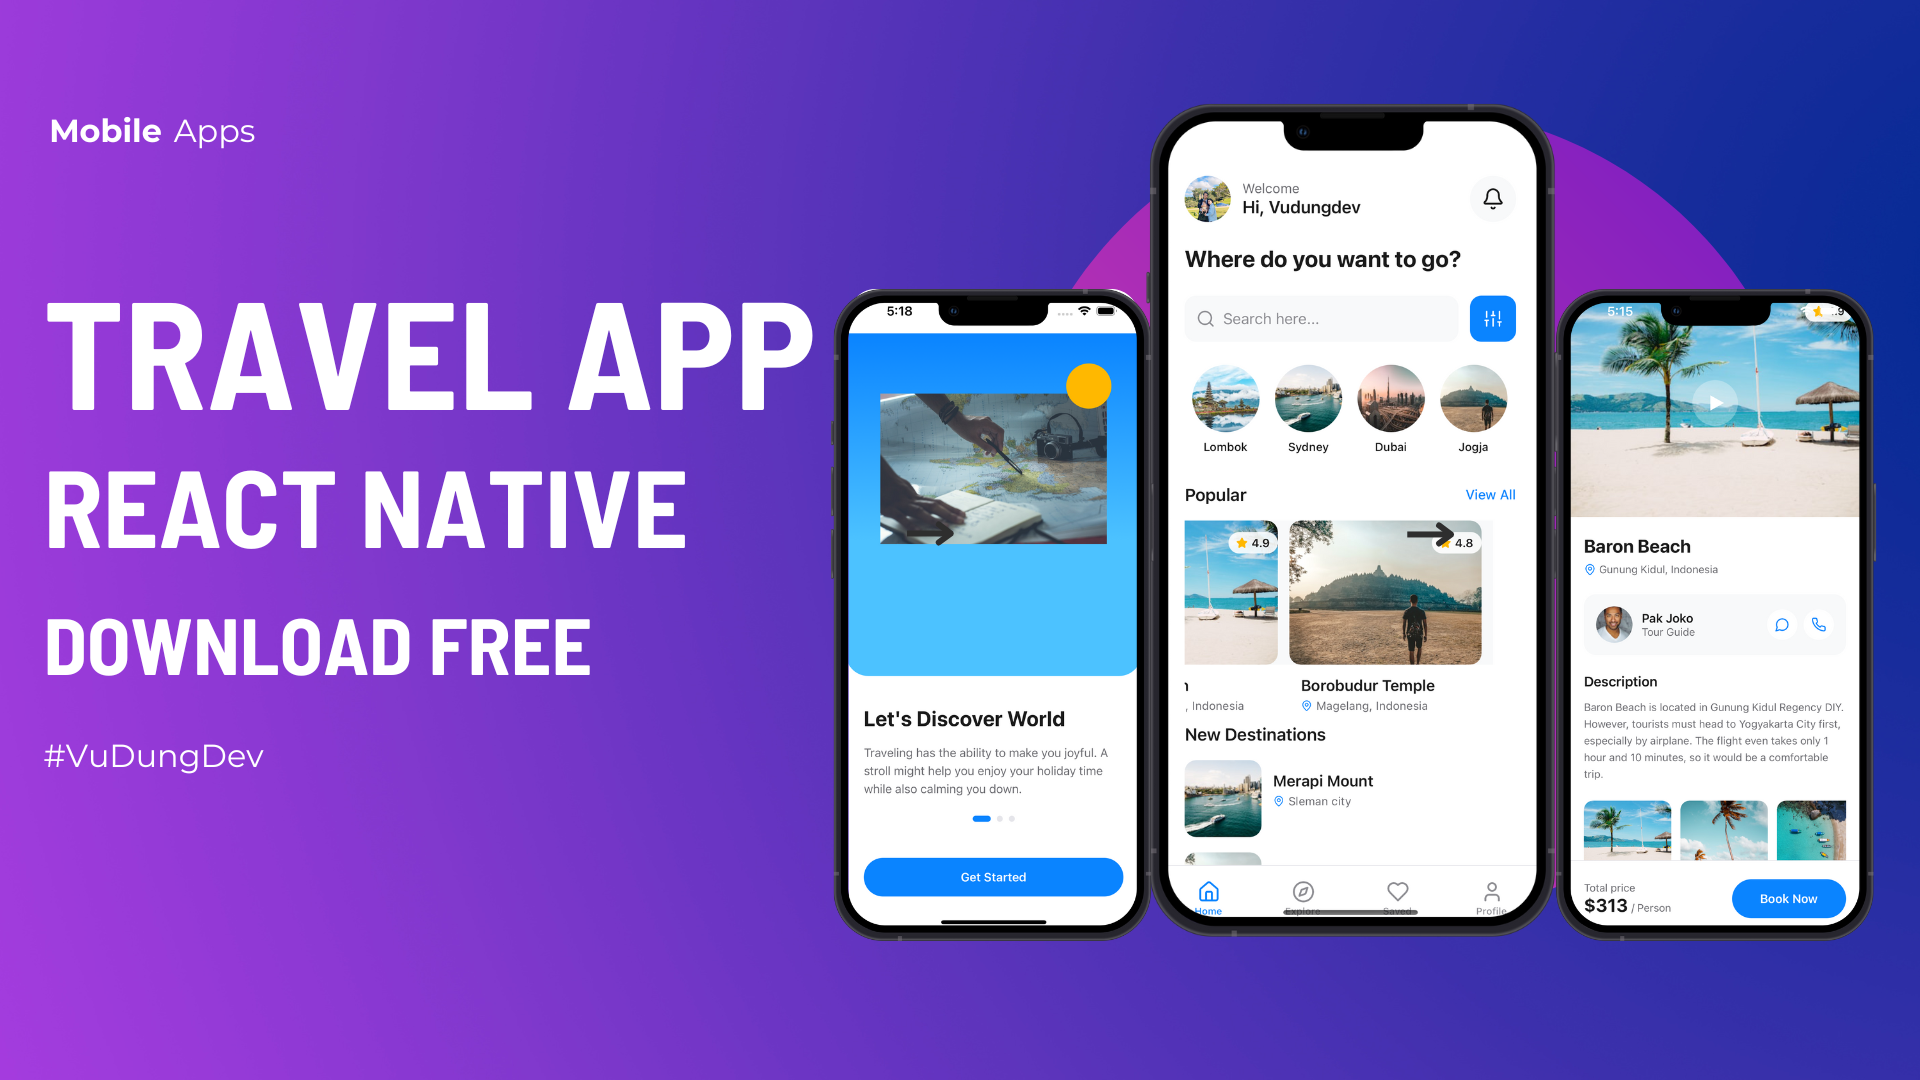 Mobile Apps
TRAVEL APP
REACT NATIVE
DOWNLOAD FREE
#VuDungDev
5:18
Let's Discover World
Traveling has the ability to make you joyful. A
stroll might help you enjoy your holiday time
while also calming you down.
Get Started
Welcome
Hi, Vudungdev
Where do you want to go?
Search here...
Lombok Sydney Dubai Jogja
Popular View All
4.9 4.8
Borobudur Temple
, Indonesia Magelang, Indonesia
New Destinations
Merapi Mount
Sleman city
Home Explore Saved Profile
5:15
Baron Beach
Gunung Kidul, Indonesia
Pak Joko
Tour Guide
Description
Baron Beach is located in Gunung Kidul Regency DIY.
However, tourists must head to Yogyakarta City first,
especially by airplane. The flight even takes only 1
hour and 10 minutes, so it would be a comfortable
trip.
Total price
$313 / Person
Book Now